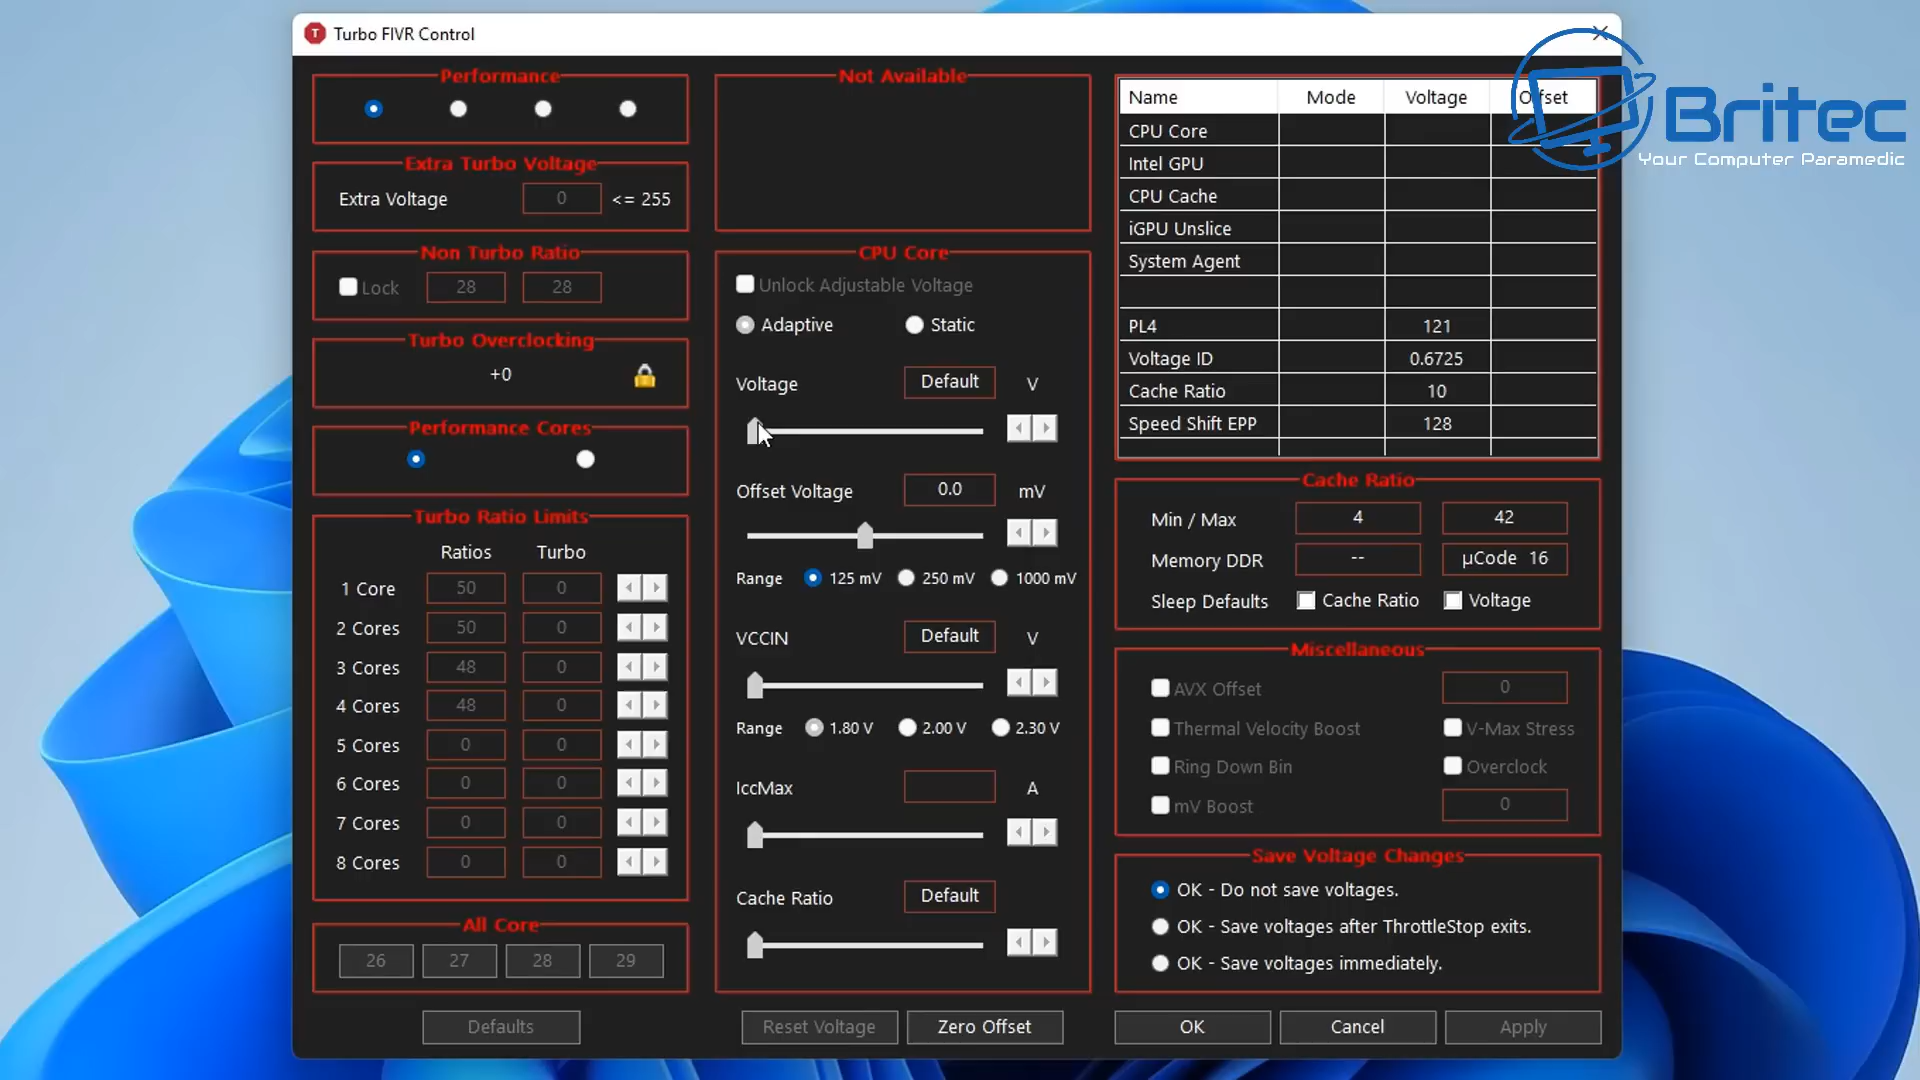 T Turbo FIVR Control
Performance
Extra Turbo Voltage
Extra Voltage 0 <= 255
Non Turbo Ratio
Lock 28 28
Turbo Overclocking
+0
Performance Cores
Turbo Ratio Limits
Ratios Turbo
1 Core 50 0
2 Cores 50 0
3 Cores 48 0
4 Cores 48 0
5 Cores 0 0
6 Cores 0 0
7 Cores 0 0
8 Cores 0 0
All Core
26 27 28 29
Defaults
Not Available
CPU Core
Unlock Adjustable Voltage
Adaptive Static
Voltage Default V
Offset Voltage 0.0 mV
Range 125 mV 250 mV 1000 mV
VCCIN Default V
Range 1.80 V 2.00 V 2.30 V
IccMax A
Cache Ratio Default
Reset Voltage Zero Offset
Name Mode Voltage Offset
CPU Core
Intel GPU
CPU Cache
iGPU Unslice
System Agent
PL4 121
Voltage ID 0.6725
Cache Ratio 10
Speed Shift EPP 128
Cache Ratio
Min / Max 4 42
Memory DDR -- µCode 16
Sleep Defaults Cache Ratio Voltage
Miscellaneous
AVX Offset 0
Thermal Velocity Boost V-Max Stress
Ring Down Bin Overclock
mV Boost 0
Save Voltage Changes
OK - Do not save voltages.
OK - Save voltages after ThrottleStop exits.
OK - Save voltages immediately.
OK Cancel Apply
Britec
Your Computer Paramedic